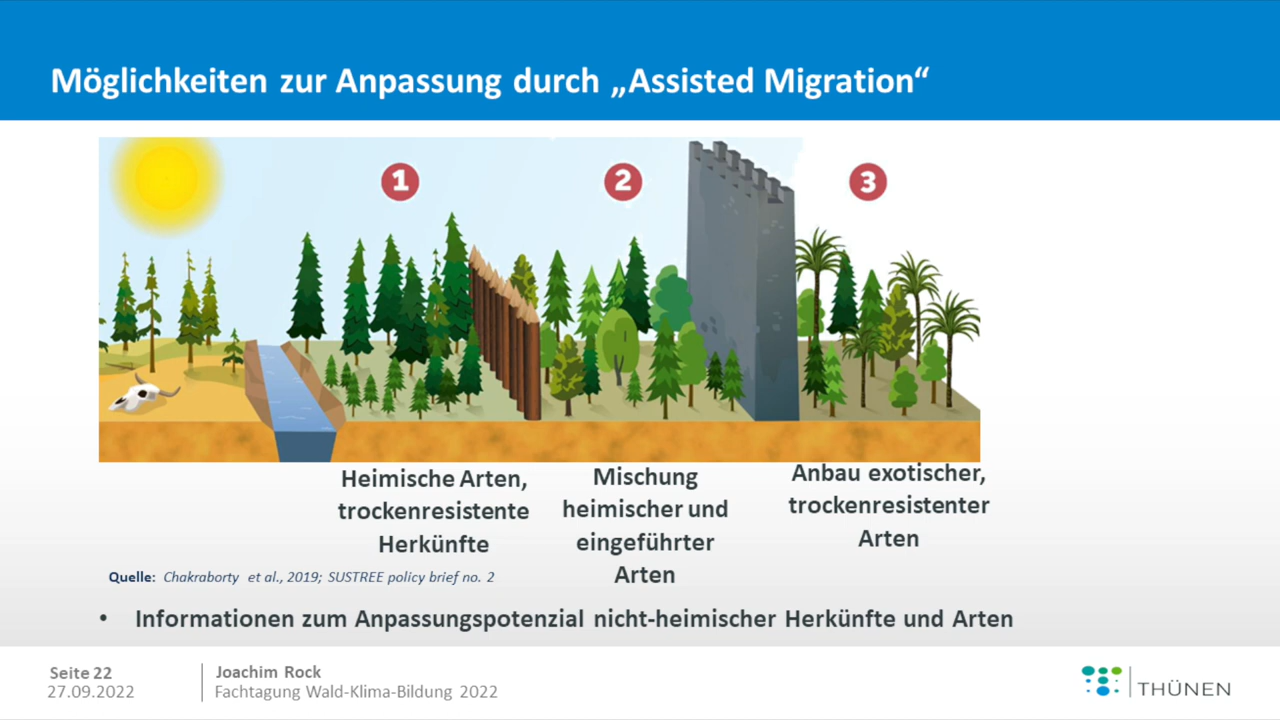 Möglichkeiten zur Anpassung durch „Assisted Migration“
1
2
3
Heimische Arten,
trockenresistente
Herkünfte
Mischung
heimischer und
eingeführter
Arten
Anbau exotischer,
trockenresistenter
Arten
Quelle: Chakraborty et al., 2019; SUSTREE policy brief no. 2
• Informationen zum Anpassungspotenzial nicht-heimischer Herkünfte und Arten
Seite 22
27.09.2022
Joachim Rock
Fachtagung Wald-Klima-Bildung 2022
THÜNEN